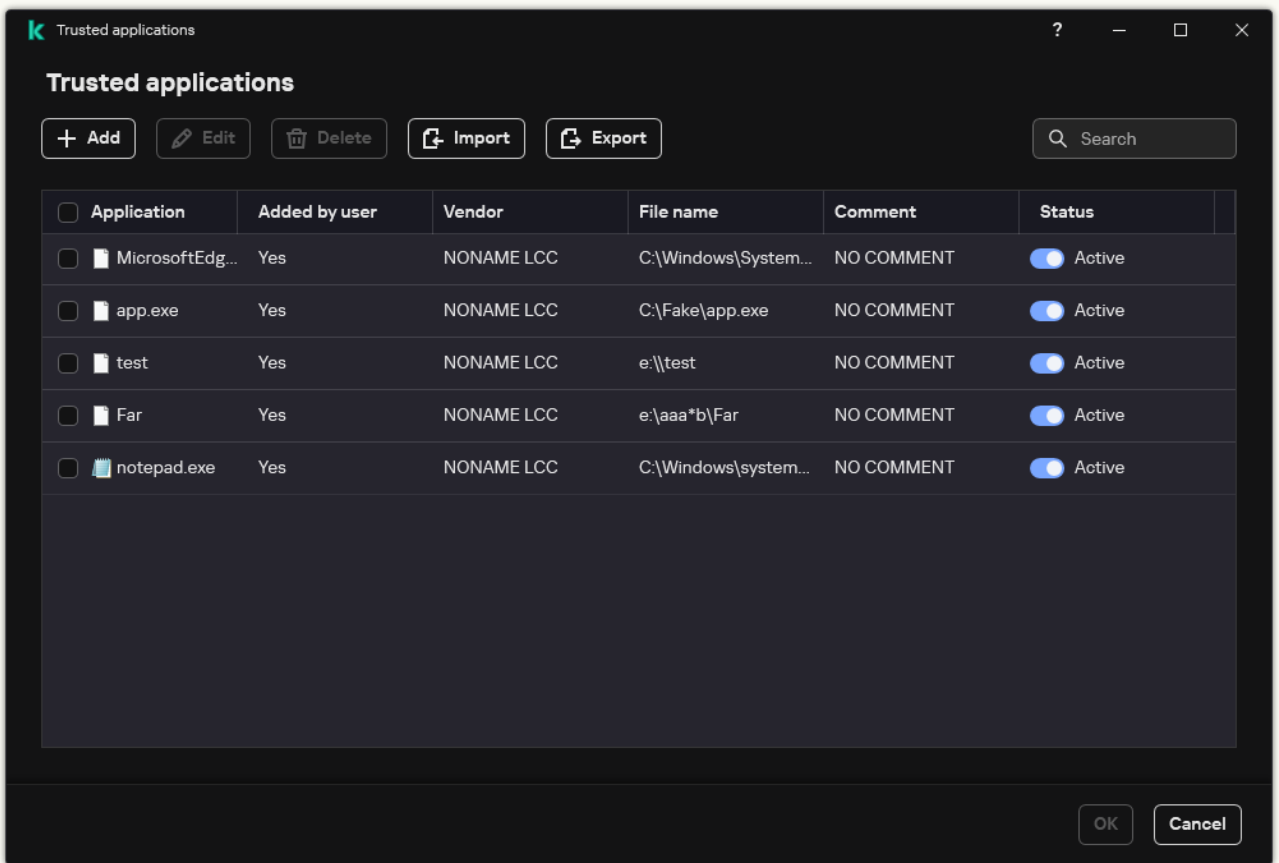 Trusted applications ?
Trusted applications
Add Edit Delete Import Export Search
Application Added by user Vendor File name Comment Status
MicrosoftEdg... Yes NONAME LCC C:\Windows\System... NO COMMENT Active
app.exe Yes NONAME LCC C:\Fake\app.exe NO COMMENT Active
test Yes NONAME LCC e:\\test NO COMMENT Active
Far Yes NONAME LCC e:\aaa*b\Far NO COMMENT Active
notepad.exe Yes NONAME LCC C:\Windows\system... NO COMMENT Active
OK Cancel